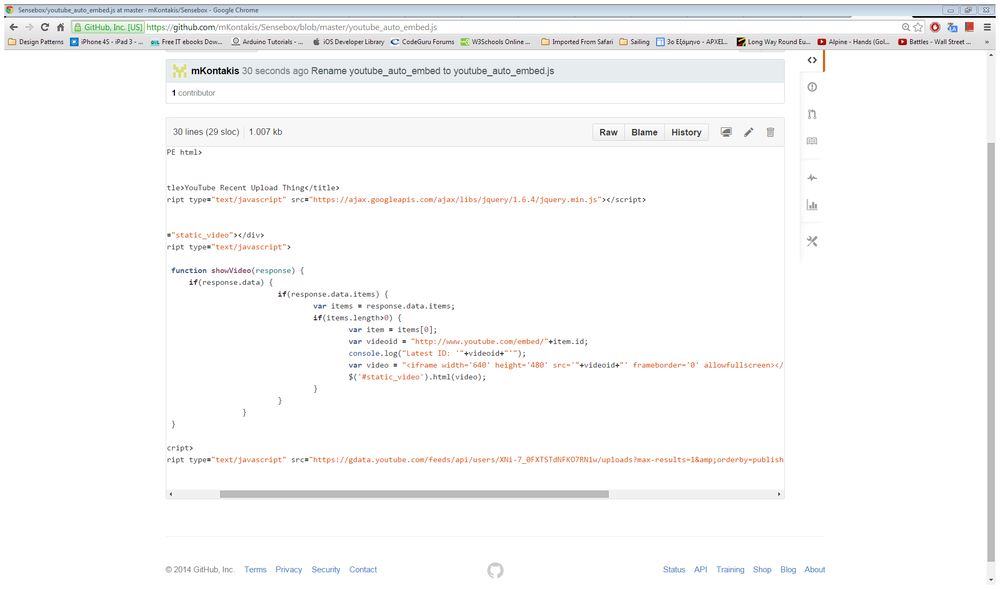 Sensebox/youtube_auto_embed.js at master · mKontakis/Sensebox - Google Chrome
GitHub, Inc. [US] https://github.com/mKontakis/Sensebox/blob/master/youtube_auto_embed.js
Design Patterns iPhone 4S - iPad 3 - ... Free IT ebooks Dow... Arduino Tutorials - ... iOS Developer Library CodeGuru Forums W3Schools Online ... Imported From Safari Sailing 3ο Εξάμηνο - ΑΡΧΕΙ... Long Way Round Eu... Alpine - Hands (Gol... Battles - Wall Street ... »
mKontakis 30 seconds ago Rename youtube_auto_embed to youtube_auto_embed.js
1 contributor
30 lines (29 sloc) 1.007 kb Raw Blame History
PE html>
tle>YouTube Recent Upload Thing</title>
ript type="text/javascript" src="https://ajax.googleapis.com/ajax/libs/jquery/1.6.4/jquery.min.js"></script>
="static_video"></div>
ript type="text/javascript">
function showVideo(response) {
if(response.data) {
if(response.data.items) {
var items = response.data.items;
if(items.length>0) {
var item = items[0];
var videoid = "http://www.youtube.com/embed/"+item.id;
console.log("Latest ID: '"+videoid+"'");
var video = "<iframe width='640' height='480' src='"+videoid+"' frameborder='0' allowfullscreen></
$('#static_video').html(video);
}
}
}
}
cript>
ript type="text/javascript" src="https://gdata.youtube.com/feeds/api/users/XNi-7_0FXTSTdNFKO7RN1w/uploads?max-results=1&amp;orderby=publish
© 2014 GitHub, Inc. Terms Privacy Security Contact Status API Training Shop Blog About